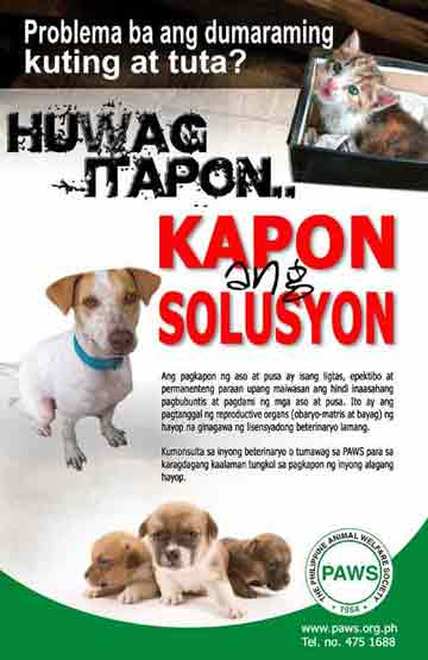 Problema ba ang dumaraming
kuting at tuta?
HUWAG
ITAPON..
KAPON
ang
SOLUSYON
Ang pagkapon ng aso at pusa ay isang ligtas, epektibo at
permanenteng paraan upang maiwasan ang hindi inaasahang
pagbubuntis at pagdami ng mga aso at pusa. Ito ay ang
pagtanggal ng reproductive organs (obaryo-matris at bayag) ng
hayop na ginagawa ng lisensyadong beterinaryo lamang.
Kumonsulta sa inyong beterinaryo o tumawag sa PAWS para sa
karagdagang kaalaman tungkol sa pagkapon ng inyong alagang
hayop.
THE PHILIPPINE ANIMAL WELFARE SOCIETY
PAWS
1954
www.paws.org.ph
Tel. no. 475 1688